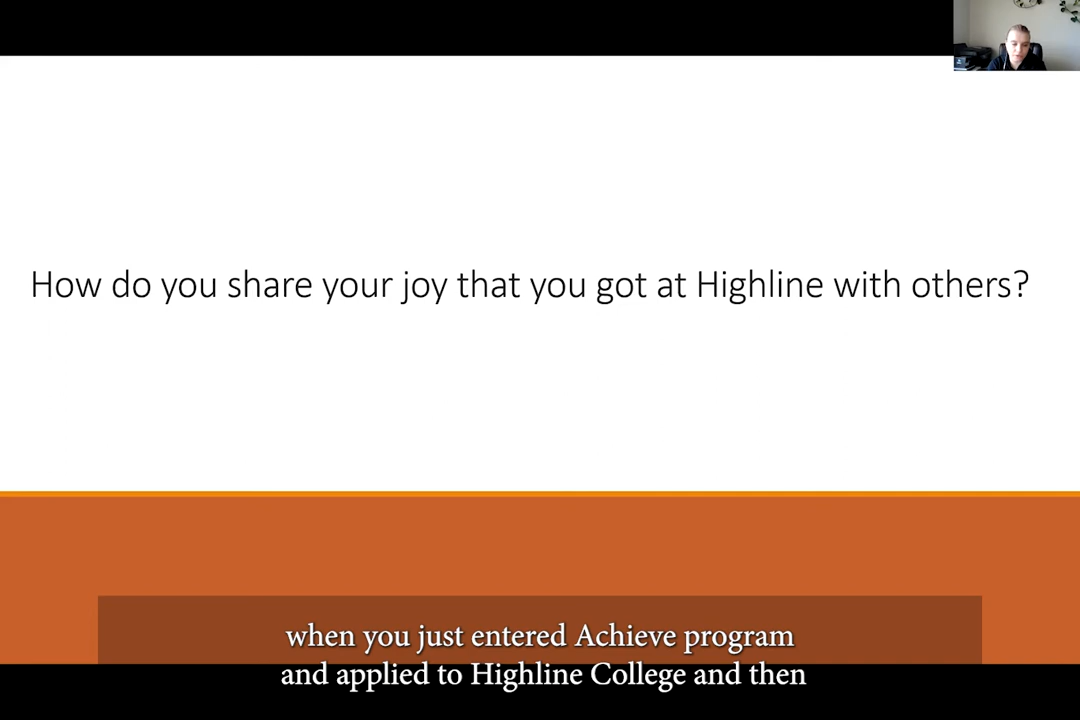 How do you share your joy that you got at Highline with others?
when you just entered Achieve program
and applied to Highline College and then